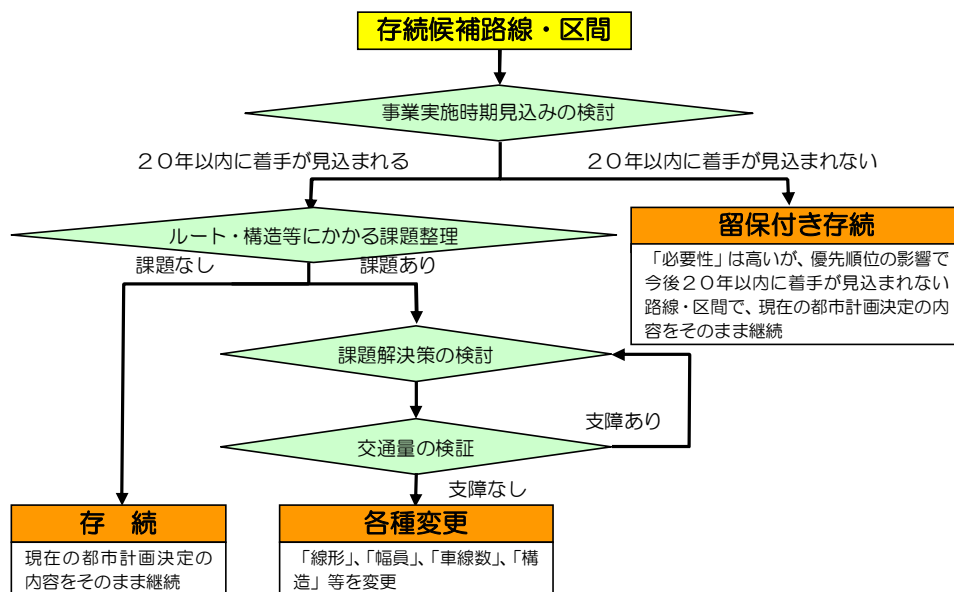 存続候補路線・区間
事業実施時期見込みの検討
２０年以内に着手が見込まれる
２０年以内に着手が見込まれない
ルート・構造等にかかる課題整理
課題なし
課題あり
留保付き存続
「必要性」は高いが、優先順位の影響で
今後２０年以内に着手が見込まれない
路線・区間で、現在の都市計画決定の内
容をそのまま継続
課題解決策の検討
支障あり
交通量の検証
支障なし
存　続
現在の都市計画決定の
内容をそのまま継続
各種変更
「線形」、「幅員」、「車線数」、「構
造」等を変更